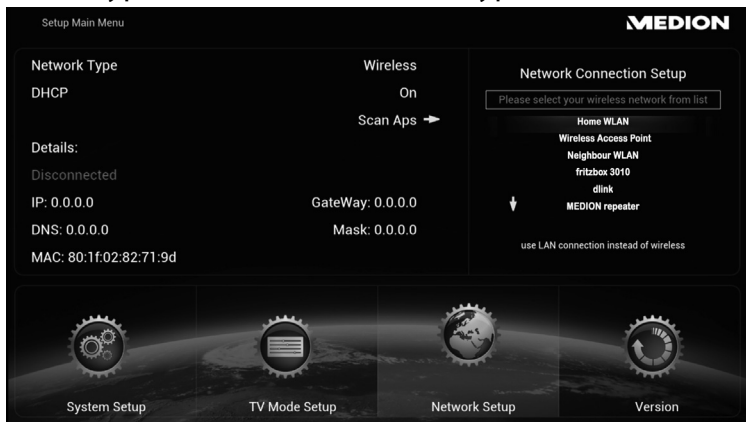 Setup Main Menu
MEDION
Network Type Wireless
DHCP On
Scan Aps
Details:
Disconnected
IP: 0.0.0.0 GateWay: 0.0.0.0
DNS: 0.0.0.0 Mask: 0.0.0.0
MAC: 80:1f:02:82:71:9d
Network Connection Setup
Please select your wireless network from list
Home WLAN
Wireless Access Point
Neighbour WLAN
fritzbox 3010
dlink
MEDION repeater
use LAN connection instead of wireless
System Setup TV Mode Setup Network Setup Version